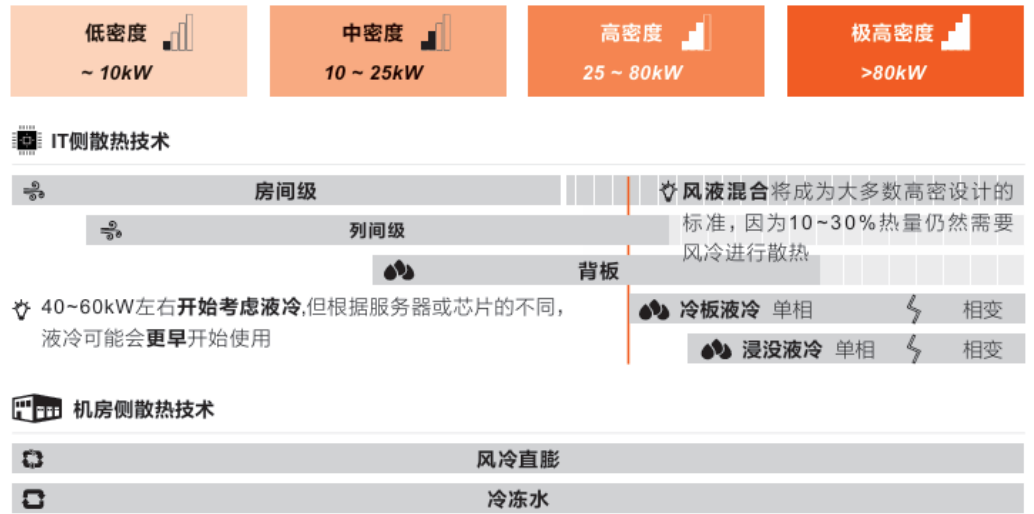 低密度
~ 10kW
中密度
10 ~ 25kW
高密度
25 ~ 80kW
极高密度
>80kW
IT侧散热技术
房间级
风液混合将成为大多数高密设计的
标准，因为10~30%热量仍然需要
风冷进行散热
列间级
背板
40~60kW左右开始考虑液冷,但根据服务器或芯片的不同，
液冷可能会更早开始使用
冷板液冷 单相 相变
浸没液冷 单相 相变
机房侧散热技术
风冷直膨
冷冻水